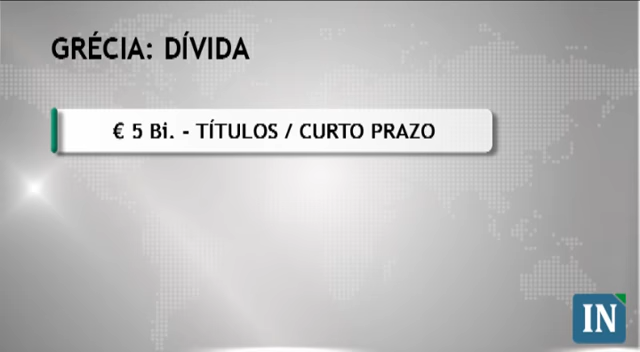 GRÉCIA: DÍVIDA
€ 5 Bi. - TÍTULOS / CURTO PRAZO
IN